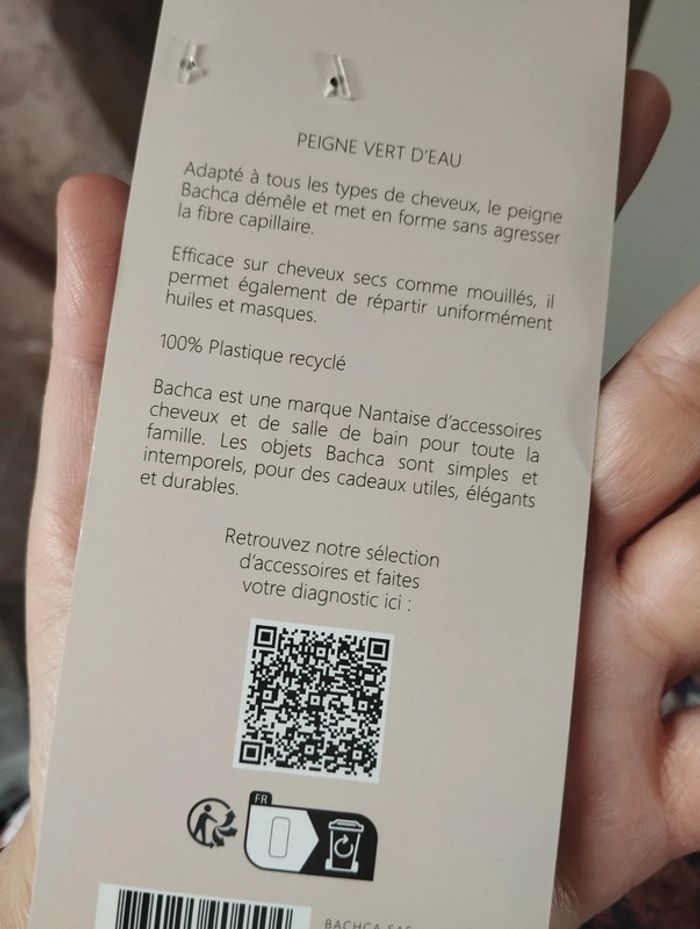 PEIGNE VERT D'EAU
Adapté à tous les types de cheveux, le peigne
Bachca démêle et met en forme sans agresser
la fibre capillaire.
Efficace sur cheveux secs comme mouillés, il
permet également de répartir uniformément
huiles et masques.
100% Plastique recyclé
Bachca est une marque Nantaise d'accessoires
cheveux et de salle de bain pour toute la
famille. Les objets Bachca sont simples et
intemporels, pour des cadeaux utiles, élégants
et durables.
Retrouvez notre sélection
d'accessoires et faites
votre diagnostic ici :
FR
BACHCA SAS